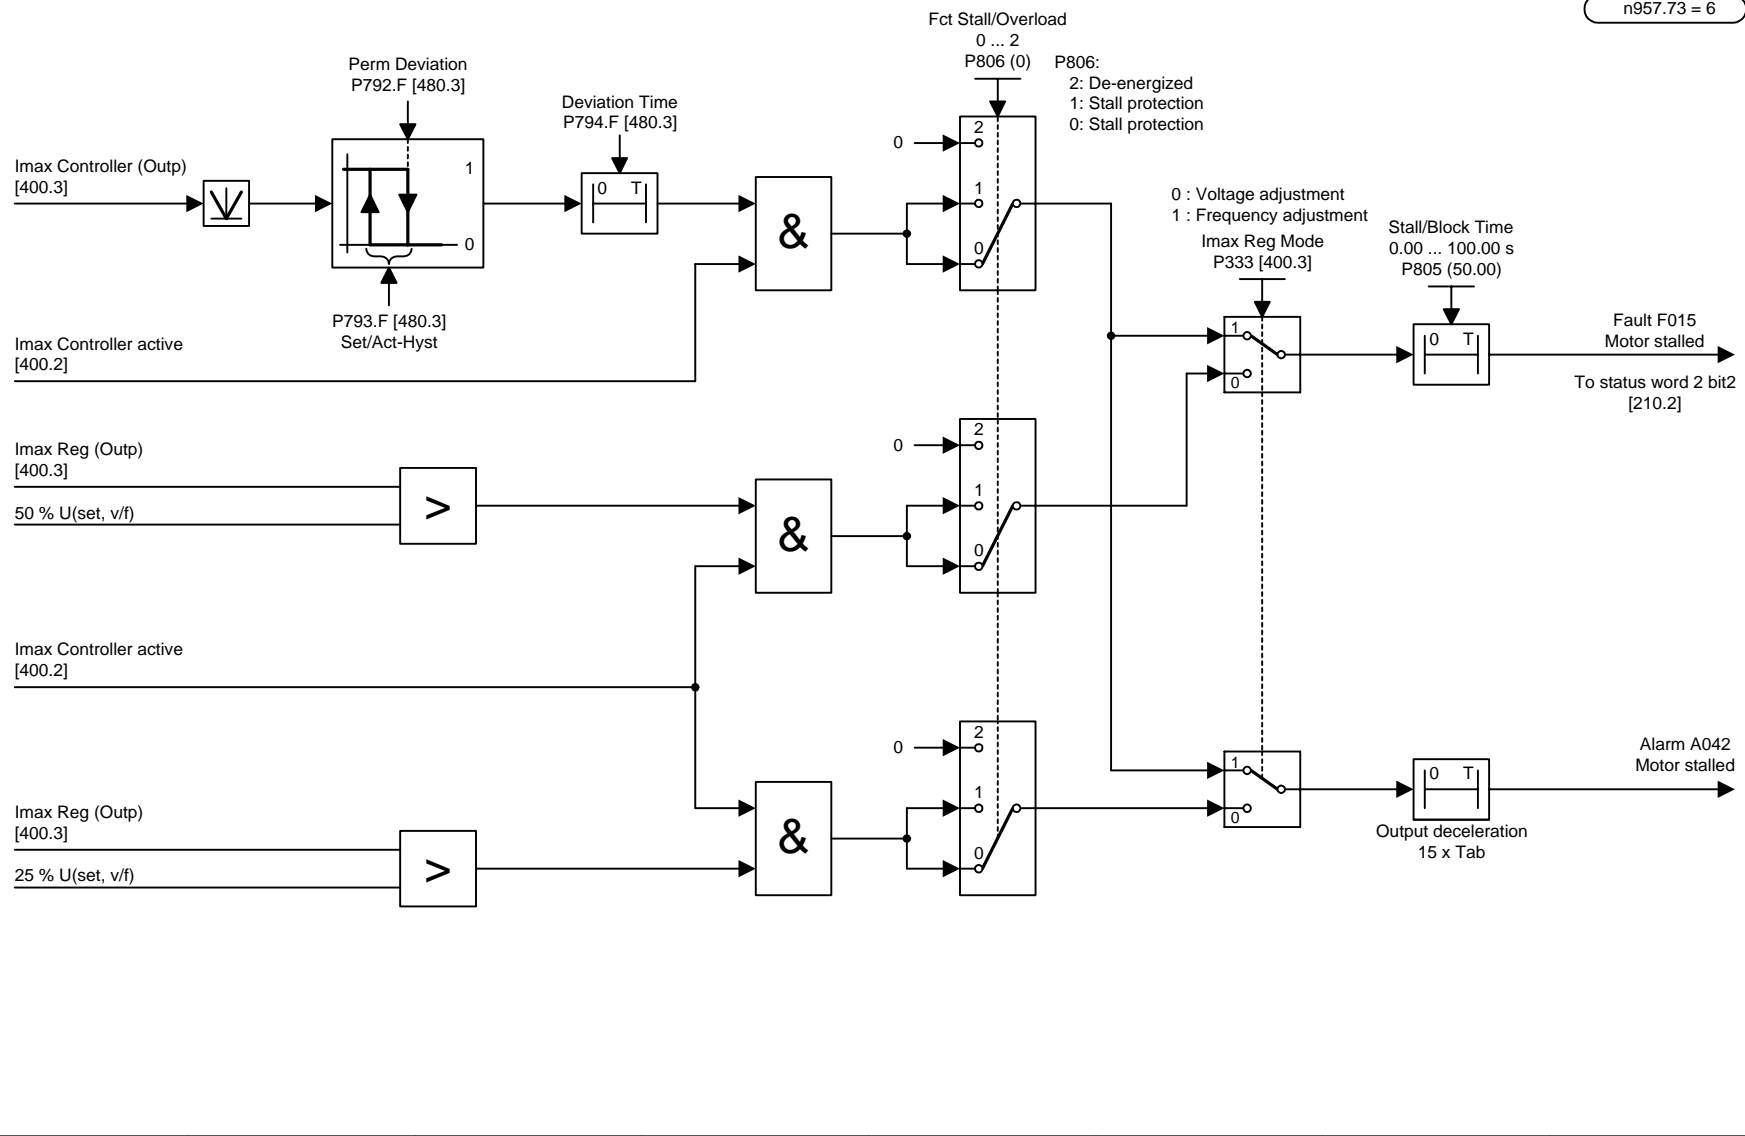 n957.73 = 6
Fct Stall/Overload
0 ... 2
P806 (0)
P806:
2: De-energized
1: Stall protection
0: Stall protection
Perm Deviation
P792.F [480.3]
Deviation Time
P794.F [480.3]
Imax Controller (Outp)
[400.3]
1
0
0 T
P793.F [480.3]
Set/Act-Hyst
&
0
2
1
0
Imax Controller active
[400.2]
0 : Voltage adjustment
1 : Frequency adjustment
Imax Reg Mode
P333 [400.3]
1
0
Stall/Block Time
0.00 ... 100.00 s
P805 (50.00)
0 T
Fault F015
Motor stalled
To status word 2 bit2
[210.2]
Imax Reg (Outp)
[400.3]
50 % U(set, v/f)
>
&
0
2
1
0
Imax Controller active
[400.2]
Imax Reg (Outp)
[400.3]
25 % U(set, v/f)
>
&
0
2
1
0
1
0
0 T
Output deceleration
15 x Tab
Alarm A042
Motor stalled